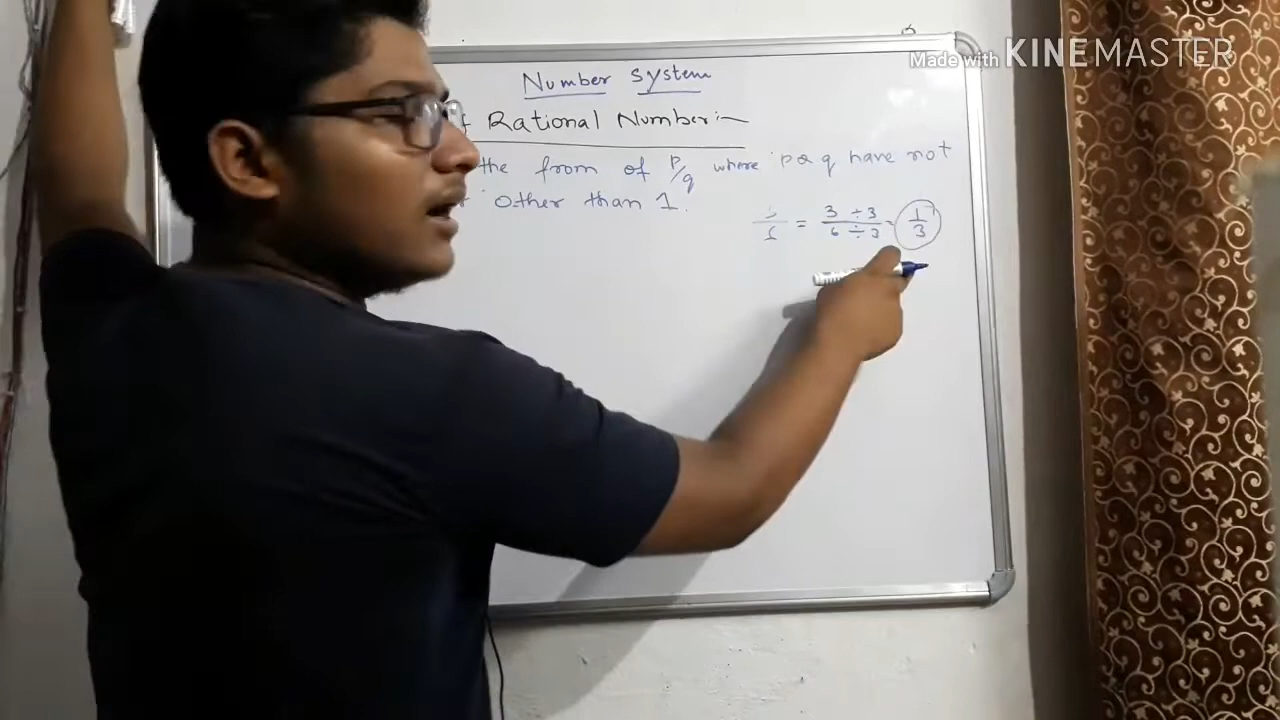 Made with KINEMASTER
Number system
f Rational Number:-
the from of p/q where p & q have not
other than 1.
= 3 ÷3 / 6 ÷3 = 1/3